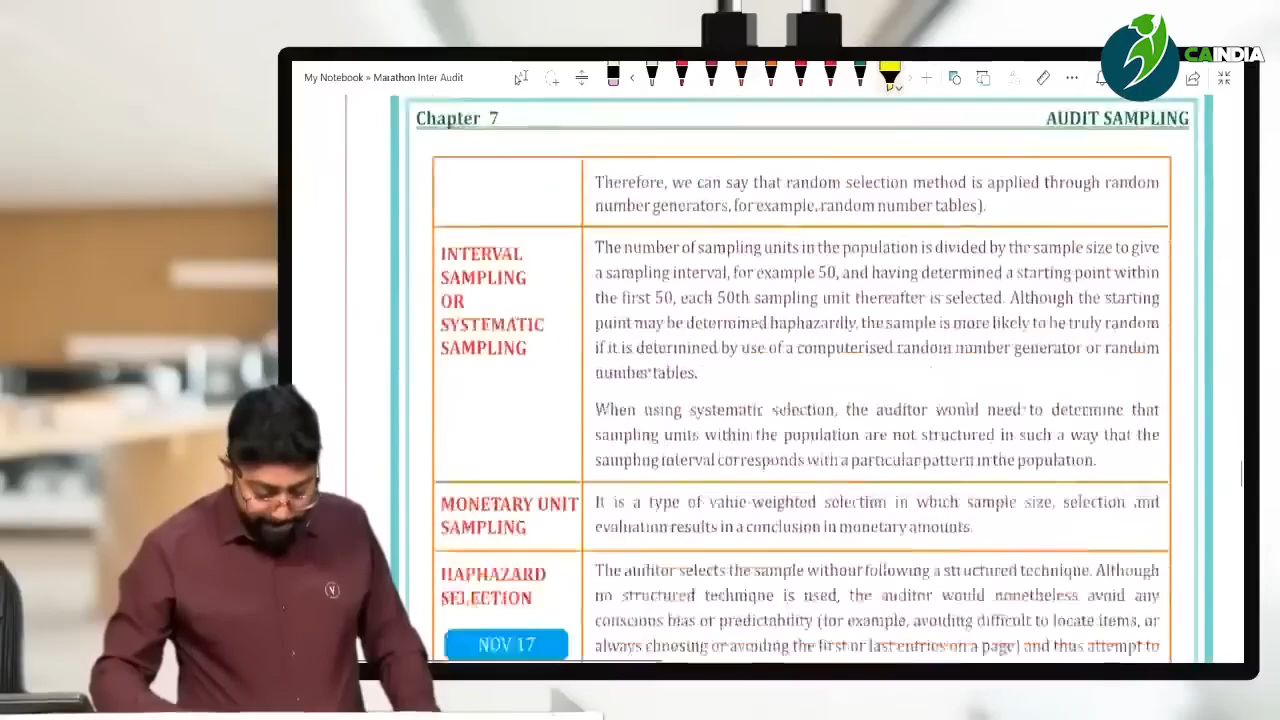 CAINDIA
My Notebook » Marathon Inter Audit
Chapter 7
AUDIT SAMPLING
Therefore, we can say that random selection method is applied through random
number generators, for example, random number tables).
INTERVAL
SAMPLING
OR
SYSTEMATIC
SAMPLING
The number of sampling units in the population is divided by the sample size to give
a sampling interval, for example 50, and having determined a starting point within
the first 50, each 50th sampling unit thereafter is selected. Although the starting
point may be determined haphazardly, the sample is more likely to be truly random
if it is determined by use of a computerised random number generator or random
number tables.
When using systematic selection, the auditor would need to determine that
sampling units within the population are not structured in such a way that the
sampling interval corresponds with a particular pattern in the population.
MONETARY UNIT
SAMPLING
It is a type of value-weighted selection in which sample size, selection and
evaluation results in a conclusion in monetary amounts.
HAPHAZARD
SELECTION
NOV 17
The auditor selects the sample without following a structured technique. Although
no structured technique is used, the auditor would nonetheless avoid any
conscious bias or predictability (for example, avoiding difficult to locate items, or
always choosing or avoiding the first or last entries on a page) and thus attempt to